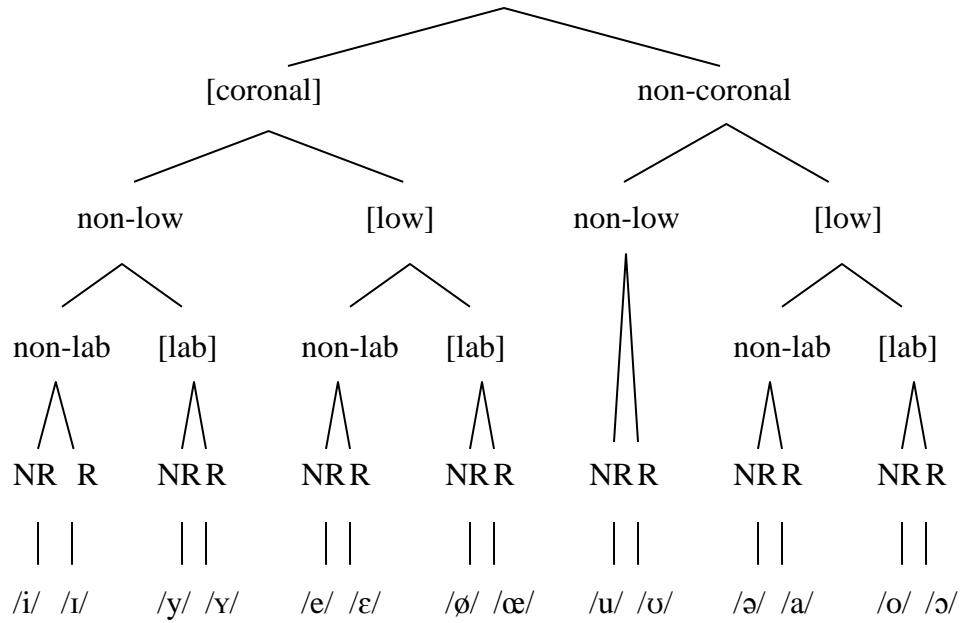 [coronal] non-coronal
non-low [low] non-low [low]
non-lab [lab] non-lab [lab] non-lab [lab]
NR R NR R NR R NR R NR R NR R NR R
/i/ /ɪ/ /y/ /ʏ/ /e/ /ɛ/ /ø/ /œ/ /u/ /ʊ/ /ə/ /a/ /o/ /ɔ/